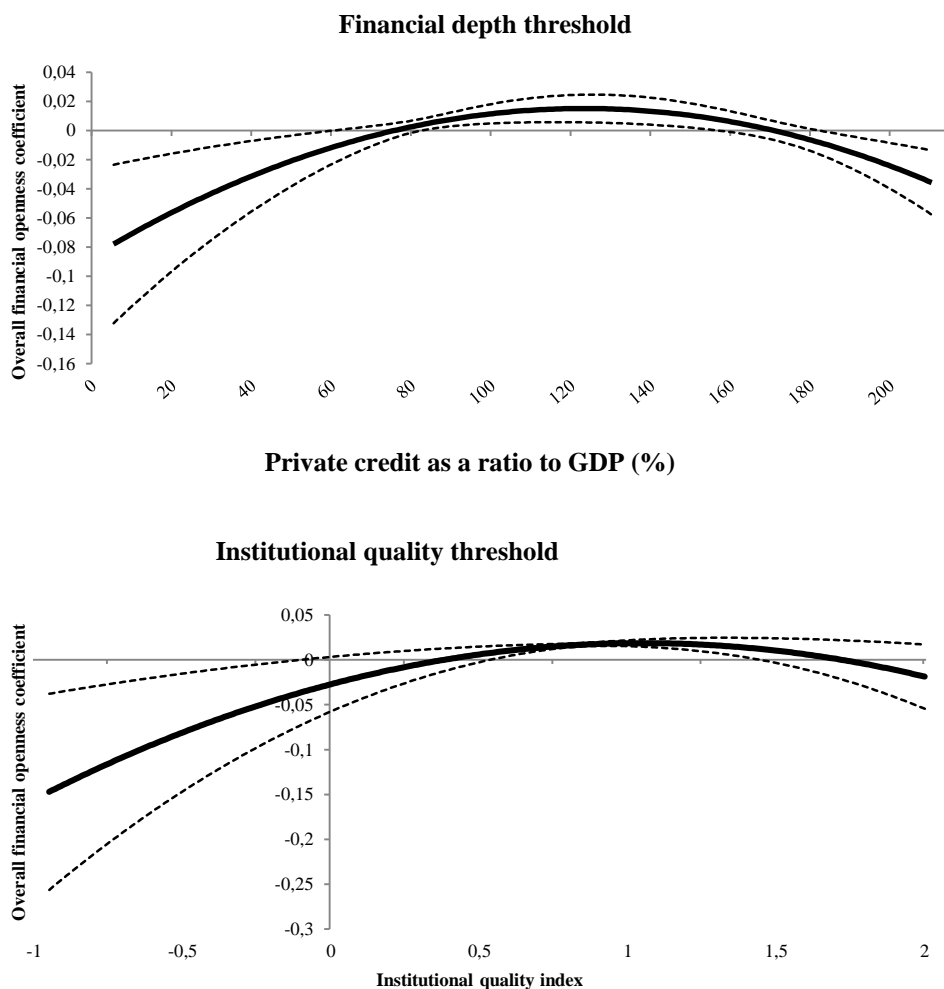 Financial depth threshold
Overall financial openness coefficient
0,04
0,02
0
-0,02
-0,04
-0,06
-0,08
-0,1
-0,12
-0,14
-0,16
0 20 40 60 80 100 120 140 160 180 200
Private credit as a ratio to GDP (%)
Institutional quality threshold
Overall financial openness coefficient
0,05
0
-0,05
-0,1
-0,15
-0,2
-0,25
-0,3
-1 -0,5 0 0,5 1 1,5 2
Institutional quality index